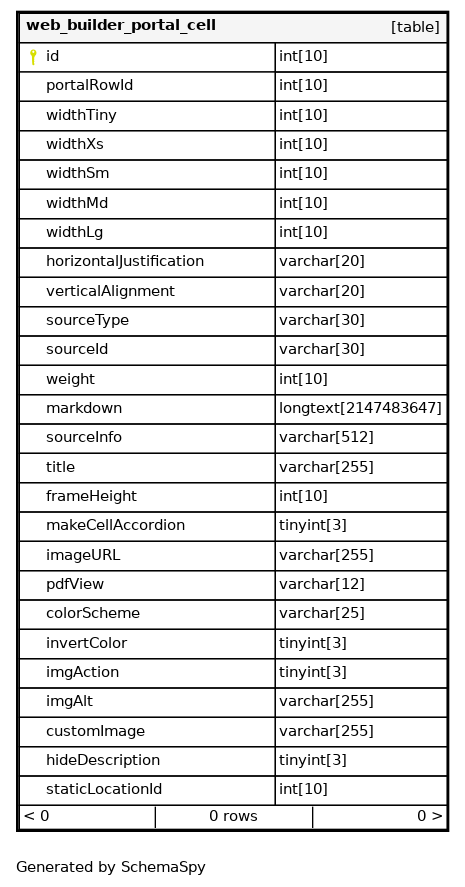 web_builder_portal_cell [table]
id int[10]
portalRowId int[10]
widthTiny int[10]
widthXs int[10]
widthSm int[10]
widthMd int[10]
widthLg int[10]
horizontalJustification varchar[20]
verticalAlignment varchar[20]
sourceType varchar[30]
sourceId varchar[30]
weight int[10]
markdown longtext[2147483647]
sourceInfo varchar[512]
title varchar[255]
frameHeight int[10]
makeCellAccordion tinyint[3]
imageURL varchar[255]
pdfView varchar[12]
colorScheme varchar[25]
invertColor tinyint[3]
imgAction tinyint[3]
imgAlt varchar[255]
customImage varchar[255]
hideDescription tinyint[3]
staticLocationId int[10]
< 0 0 rows 0 >
Generated by SchemaSpy